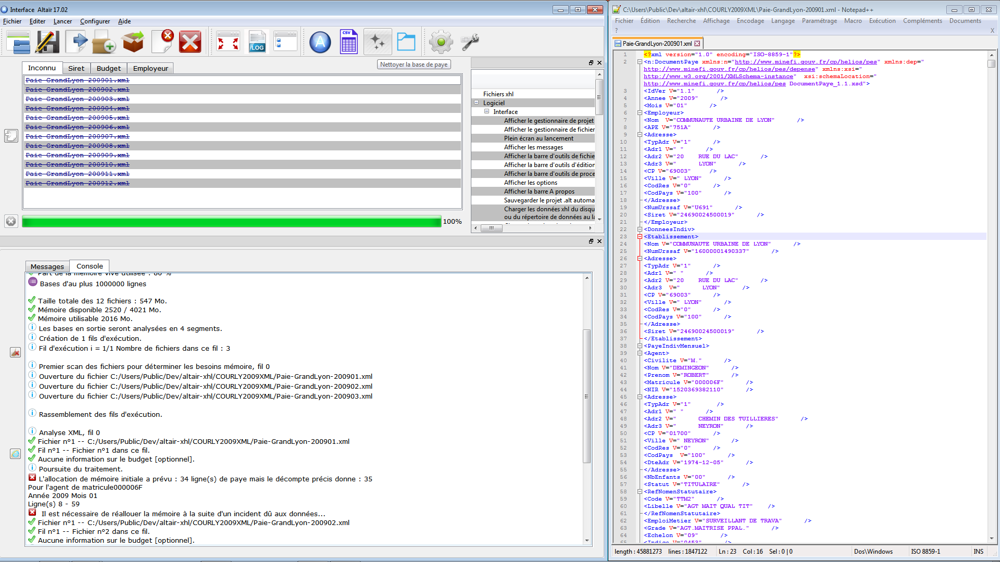 Interface Altaïr 17.02
Fichier Editer Lancer Configurer Aide
LOG
A
CSV
Nettoyer la base de paye
Inconnu Siret Budget Employeur
Paie-GrandLyon-200901.xml
Paie-GrandLyon-200902.xml
Paie-GrandLyon-200903.xml
Paie-GrandLyon-200904.xml
Paie-GrandLyon-200905.xml
Paie-GrandLyon-200906.xml
Paie-GrandLyon-200907.xml
Paie-GrandLyon-200908.xml
Paie-GrandLyon-200909.xml
Paie-GrandLyon-200910.xml
Paie-GrandLyon-200911.xml
Paie-GrandLyon-200912.xml
100%
Fichiers xhl
Logiciel
Interface
Afficher le gestionnaire de projet
Afficher le gestionnaire de fichier
Plein écran au lancement
Afficher les messages
Afficher la barre d'outils de fichie
Afficher la barre d'outils d'édition
Afficher la barre d'outils de proce
Afficher les options
Afficher la barre A propos
Sauvegarder le projet .alt automa
Charger les données xhl du disqu
ou du répertoire de données au la
Messages Console
Part de la mémoire vive utilisée : 80 %
Bases d'au plus 1000000 lignes
Taille totale des 12 fichiers : 547 Mo.
Mémoire disponible 2520 / 4021 Mo.
Mémoire utilisable 2016 Mo.
Les bases en sortie seront analysées en 4 segments.
Création de 1 fils d'exécution.
Fil d'exécution i = 1/1 Nombre de fichiers dans ce fil : 3
Premier scan des fichiers pour déterminer les besoins mémoire, fil 0
Ouverture du fichier C:/Users/Public/Dev/altair-xhl/COURLY2009XML/Paie-GrandLyon-200901.xml
Ouverture du fichier C:/Users/Public/Dev/altair-xhl/COURLY2009XML/Paie-GrandLyon-200902.xml
Ouverture du fichier C:/Users/Public/Dev/altair-xhl/COURLY2009XML/Paie-GrandLyon-200903.xml
Rassemblement des fils d'exécution.
Analyse XML, fil 0
Fichier n°1 -- C:/Users/Public/Dev/altair-xhl/COURLY2009XML/Paie-GrandLyon-200901.xml
Fil n°1 -- Fichier n°1 dans ce fil.
Aucune information sur le budget [optionnel].
Poursuite du traitement.
L'allocation de mémoire initiale a prévu : 34 ligne(s) de paye mais le décompte précis donne : 35
Pour l'agent de matricule000006F
Année 2009 Mois 01
Ligne(s) 8 - 59
Il est nécessaire de réallouer la mémoire à la suite d'un incident dû aux données...
Fichier n°1 -- C:/Users/Public/Dev/altair-xhl/COURLY2009XML/Paie-GrandLyon-200902.xml
Fil n°1 -- Fichier n°2 dans ce fil.
Aucune information sur le budget [optionnel].
C:\Users\Public\Dev\altair-xhl\COURLY2009XML\Paie-GrandLyon-200901.xml - Notepad++
Fichier Édition Recherche Affichage Encodage Langage Paramétrage Macro Exécution Compléments Documents
? X
Paie-GrandLyon-200901.xml
1 <?xml version="1.0" encoding="ISO-8859-1"?>
2 <n:DocumentPaye xmlns:n="http://www.minefi.gouv.fr/cp/helios/pes" xmlns:dep="
http://www.minefi.gouv.fr/cp/helios/pes/depense" xmlns:xsi="
http://www.w3.org/2001/XMLSchema-instance" xsi:schemaLocation="
http://www.minefi.gouv.fr/cp/helios/pes DocumentPaye_1.1.xsd">
3 <IdVer V="1.1" />
4 <Annee V="2009" />
5 <Mois V="01" />
6 <Employeur>
7 <Nom V="COMMUNAUTE URBAINE DE LYON" />
8 <APE V="751A" />
9 <Adresse>
10 <TypAdr V="1" />
11 <Adr1 V=" " />
12 <Adr2 V="20 RUE DU LAC" />
13 <Adr3 V=" LYON" />
14 <CP V="69003" />
15 <Ville V=" LYON" />
16 <CodRes V="0" />
17 <CodPays V="100" />
18 </Adresse>
19 <NumUrssaf V="U691" />
20 <Siret V="24690024500019" />
21 </Employeur>
22 <DonneesIndiv>
23 <Etablissement>
24 <Nom V="COMMUNAUTE URBAINE DE LYON" />
25 <NumUrssaf V="16000001490337" />
26 <Adresse>
27 <TypAdr V="1" />
28 <Adr1 V=" " />
29 <Adr2 V="20 RUE DU LAC" />
30 <Adr3 V=" LYON" />
31 <CP V="69003" />
32 <Ville V=" LYON" />
33 <CodRes V="0" />
34 <CodPays V="100" />
35 </Adresse>
36 <Siret V="24690024500019" />
37 </Etablissement>
38 <PayeIndivMensuel>
39 <Agent>
40 <Civilite V="M." />
41 <Nom V="DEMINGEON" />
42 <Prenom V="ROBERT" />
43 <Matricule V="000006F" />
44 <NIR V="1520369382110" />
45 <Adresse>
46 <TypAdr V="1" />
47 <Adr1 V=" " />
48 <Adr2 V=" CHEMIN DES TUILLIERES" />
49 <Adr3 V=" NEYRON" />
50 <CP V="01700" />
51 <Ville V=" NEYRON" />
52 <CodRes V="0" />
53 <CodPays V="100" />
54 <DteAdr V="1974-12-05" />
55 </Adresse>
56 <NbEnfants V="00" />
57 <Statut V="TITULAIRE" />
58 <RefNomenStatutaire>
59 <Code V="TTM2" />
60 <Libelle V="AGT MAIT QUAL TIT" />
61 </RefNomenStatutaire>
62 <EmploiMetier V="SURVEILLANT DE TRAVA" />
63 <Grade V="AGT.MAITRISE PPAL." />
64 <Echelon V="09" />
65 <Indice V="0453" />
length : 45881273 lines : 1847122 Ln : 23 Col : 16 Sel : 0 | 0 Dos\Windows ISO 8859-1 INS